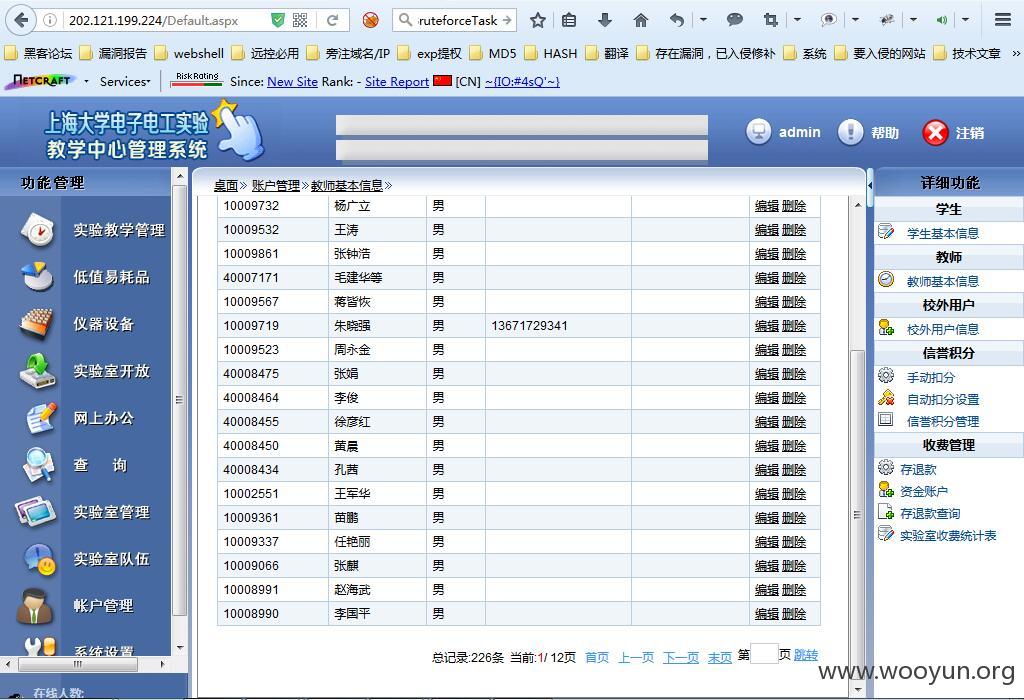 202.121.199.224/Default.aspx
ruteforceTask
黑客论坛 漏洞报告 webshell 远控必用 旁注域名/IP exp提权 MD5 HASH 翻译 存在漏洞，已入侵修补 系统 要入侵的网站 技术文章 »
NETCRAFT Services Risk Rating Since: New Site Rank: - Site Report [CN] ~{IO:#4sQ'~}
上海大学电子电工实验
教学中心管理系统
admin 帮助 注销
功能管理
实验教学管理
低值易耗品
仪器设备
实验室开放
网上办公
查 询
实验室管理
实验室队伍
帐户管理
系统设置
在线人数:
桌面» 账户管理» 教师基本信息»
10009732 杨广立 男 编辑 删除
10009532 王涛 男 编辑 删除
10009861 张钟浩 男 编辑 删除
40007171 毛建华等 男 编辑 删除
10009567 蒋皆恢 男 编辑 删除
10009719 朱晓强 男 13671729341 编辑 删除
10009523 周永金 男 编辑 删除
40008475 张娟 男 编辑 删除
40008464 李俊 男 编辑 删除
40008455 徐彦红 男 编辑 删除
40008450 黄晨 男 编辑 删除
40008434 孔茜 男 编辑 删除
10002551 王军华 男 编辑 删除
10009361 苗鹏 男 编辑 删除
10009337 任艳丽 男 编辑 删除
10009066 张麒 男 编辑 删除
10008991 赵海武 男 编辑 删除
10008990 李国平 男 编辑 删除
总记录:226条 当前:1/ 12页 首页 上一页 下一页 末页 第 页 跳转
详细功能
学生
学生基本信息
教师
教师基本信息
校外用户
校外用户信息
信誉积分
手动扣分
自动扣分设置
信誉积分管理
收费管理
存退款
资金账户
存退款查询
实验室收费统计表
www.wooyun.org